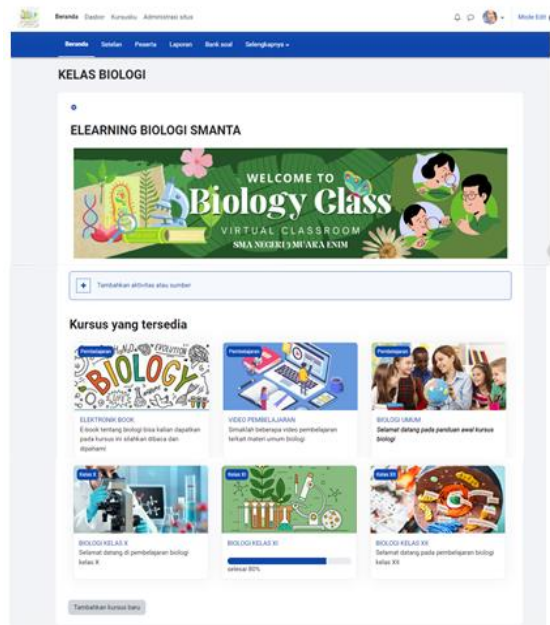 Beranda Dasbor Kursusku Administrasi situs
Mode Edit
Beranda Setelan Peserta Laporan Bank soal Selengkapnya
KELAS BIOLOGI
ELEARNING BIOLOGI SMANTA
WELCOME TO
Biology Class
VIRTUAL CLASSROOM
SMA NEGERI 3 MUARA ENIM
Tambahkan aktivitas atau sumber
Kursus yang tersedia
Pembelajaran
H₂O
EVOLUTION
BIOLOGY
ELEKTRONIK BOOK
E-book tentang biologi bisa kalian dapatkan
pada kursus ini silahkan dibaca dan
dipahami
Pembelajaran
VIDEO PEMBELAJARAN
Simaklah beberapa video pembelajaran
terkait materi umum biologi
Pembelajaran
BIOLOGI UMUM
Selamat datang pada panduan awal kursus
biologi
Kelas X
BIOLOGI KELAS X
Selamat datang di pembelajaran biologi
kelas X
Kelas XI
BIOLOGI KELAS XI
selesai 80%
Kelas XII
BIOLOGI KELAS XII
Selamat datang pada pembelajaran biologi
kelas XII
Tambahkan kursus baru